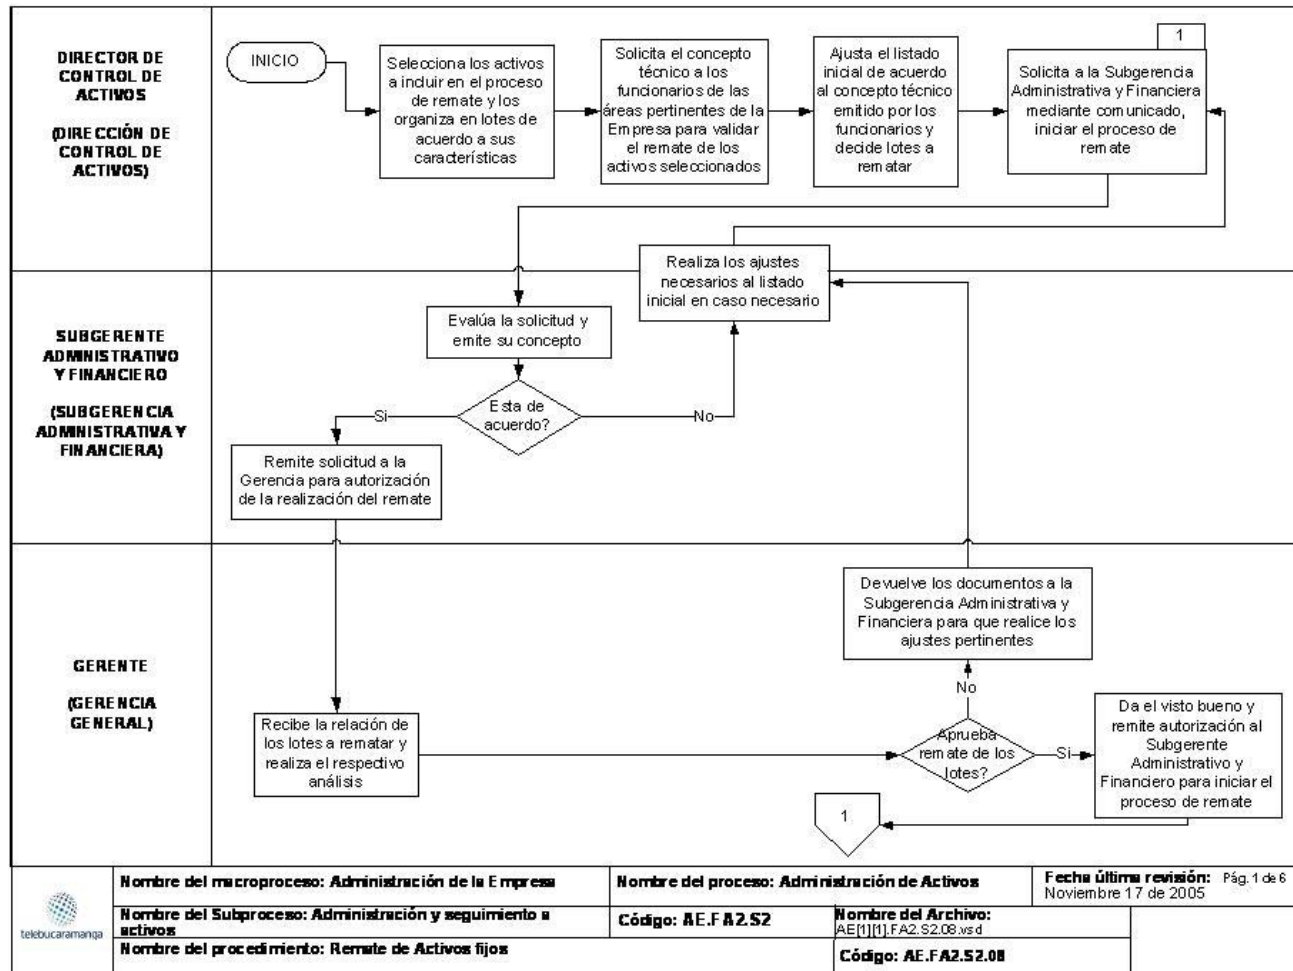 DIRECTOR DE
CONTROL DE
ACTIVOS
(DIRECCIÓN DE
CONTROL DE
ACTIVOS)
INICIO
Selecciona los activos
a incluir en el proceso
de remate y los
organiza en lotes de
acuerdo a sus
características
Solicita el concepto
técnico a los
funcionarios de las
áreas pertinentes de la
Empresa para validar
el remate de los
activos seleccionados
Ajusta el listado
inicial de acuerdo
al concepto técnico
emitido por los
funcionarios y
decide lotes a
rematar
1
Solicita a la Subgerencia
Administrativa y Financiera
mediante comunicado,
iniciar el proceso de
remate
Realiza los ajustes
necesarios al listado
inicial en caso necesario
SUBGERENTE
ADMINISTRATIVO
Y FINANCIERO
(SUBGERENCIA
ADMINISTRATIVA Y
FINANCIERA)
Evalúa la solicitud y
emite su concepto
Esta de
acuerdo?
Si
No
Remite solicitud a la
Gerencia para autorización
de la realización del remate
GERENTE
(GERENCIA
GENERAL)
Devuelve los documentos a la
Subgerencia Administrativa y
Financiera para que realice los
ajustes pertinentes
No
Recibe la relación de
los lotes a rematar y
realiza el respectivo
análisis
Aprueba
remate de los
lotes?
Si
Da el visto bueno y
remite autorización al
Subgerente
Administrativo y
Financiero para iniciar el
proceso de remate
1
telebucaramanga
Nombre del macroproceso: Administración de la Empresa
Nombre del proceso: Administración de Activos
Fecha última revisión: Pág. 1 de 6
Noviembre 17 de 2005
Nombre del Subproceso: Administración y seguimiento a
activos
Código: AE.FA2.S2
Nombre del Archivo:
AE[1][1].FA2.S2.08.vsd
Nombre del procedimiento: Remate de Activos fijos
Código: AE.FA2.S2.08